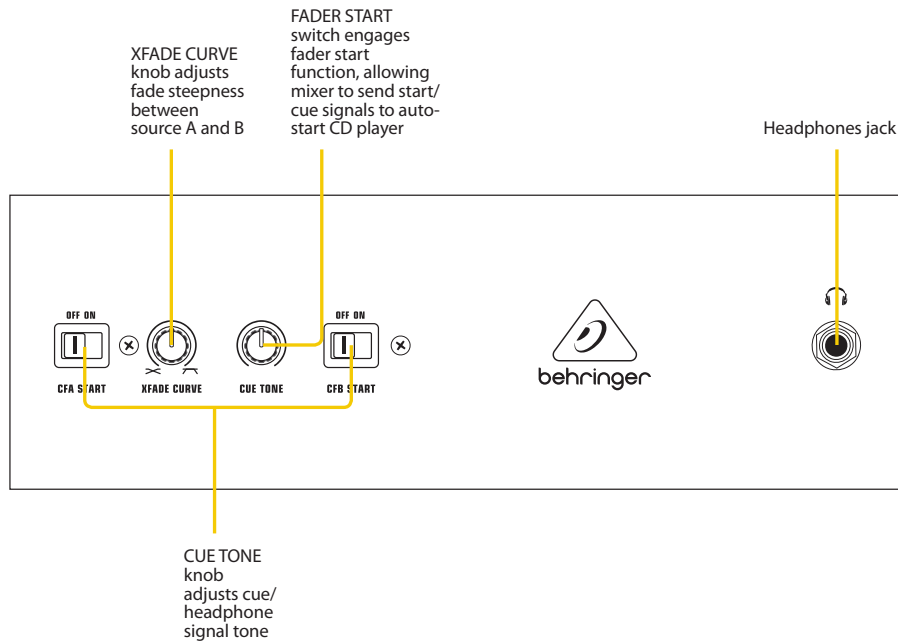 FADER START
switch engages
fader start
function, allowing
mixer to send start/
cue signals to auto-
start CD player
XFADE CURVE
knob adjusts
fade steepness
between
source A and B
Headphones jack
OFF ON
OFF ON
CFA START
XFADE CURVE
CUE TONE
CFB START
behringer
CUE TONE
knob
adjusts cue/
headphone
signal tone